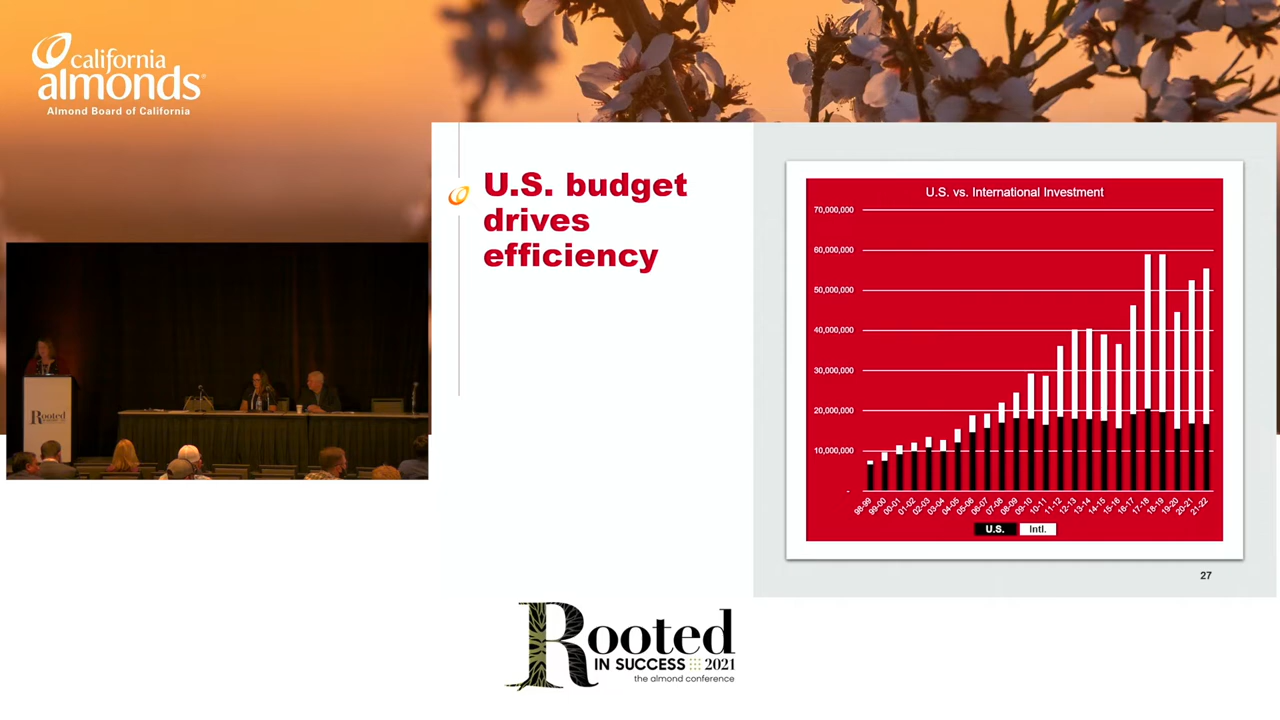 california
almonds
Almond Board of California
U.S. budget
drives
efficiency
U.S. vs. International Investment
70,000,000
60,000,000
50,000,000
40,000,000
30,000,000
20,000,000
10,000,000
-
98-99 99-00 00-01 01-02 02-03 03-04 04-05 05-06 06-07 07-08 08-09 09-10 10-11 11-12 12-13 13-14 14-15 15-16 16-17 17-18 18-19 19-20 20-21 21-22
U.S. Intl.
27
Rooted
Rooted
IN SUCCESS 2021
the almond conference